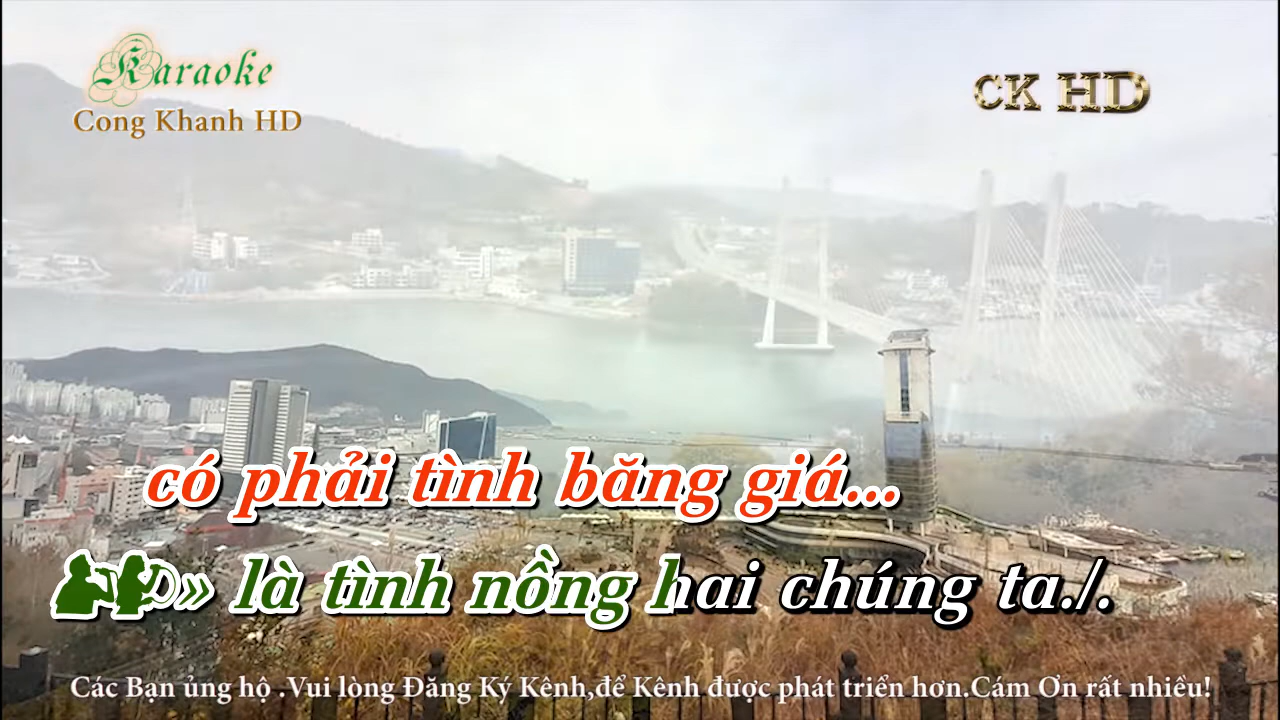 Karaoke
Cong Khanh HD
CK HD
có phải tình băng giá...
» là tình nồng hai chúng ta./.
Các Bạn ủng hộ .Vui lòng Đăng Ký Kênh,để Kênh được phát triển hơn.Cám Ơn rất nhiều!